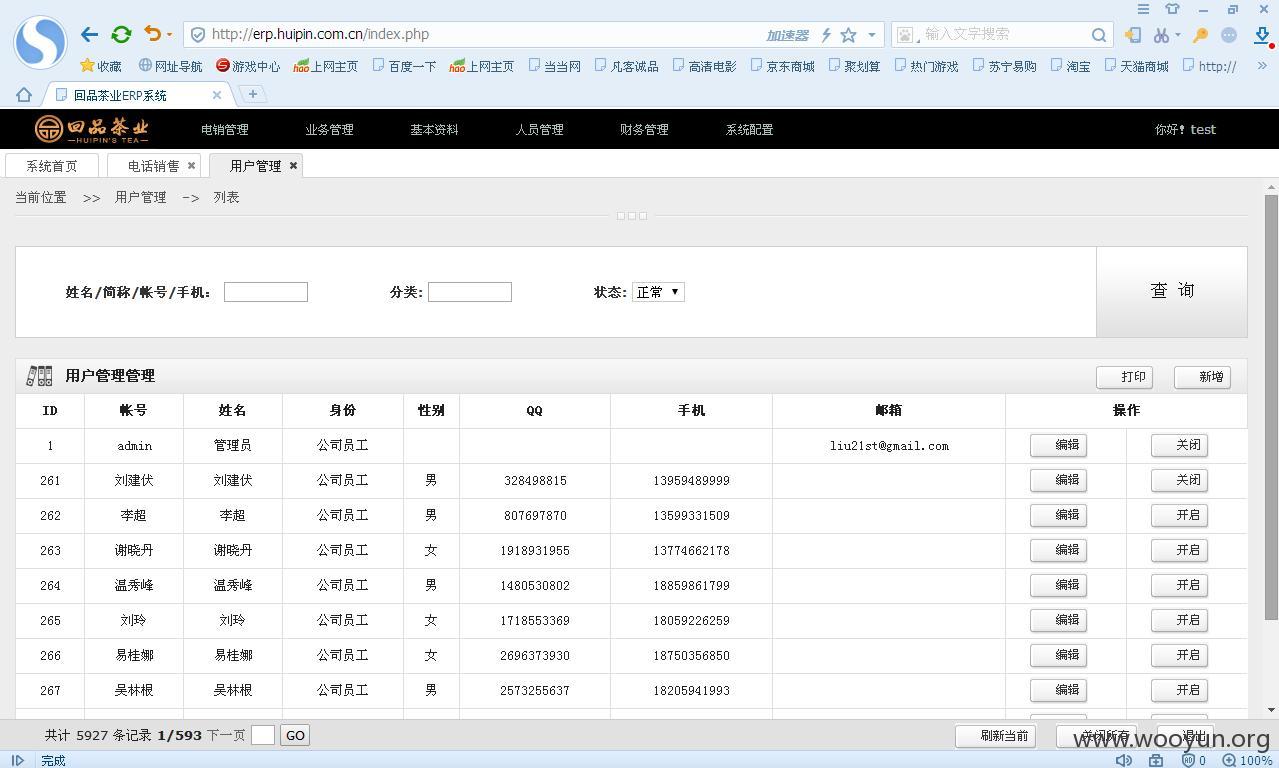 http://erp.huipin.com.cn/index.php 加速器 输入文字搜索
收藏 网址导航 游戏中心 hao上网主页 百度一下 hao上网主页 当当网 凡客诚品 高清电影 京东商城 聚划算 热门游戏 苏宁易购 淘宝 天猫商城 http:// »
回品茶业ERP系统 × +
回品茶业 电销管理 业务管理 基本资料 人员管理 财务管理 系统配置 你好! test
HUIPIN'S TEA
系统首页 电话销售 × 用户管理 ×
当前位置 >> 用户管理 -> 列表
姓名/简称/帐号/手机: 分类: 状态: 正常 查 询
用户管理管理 打印 新增
ID 帐号 姓名 身份 性别 QQ 手机 邮箱 操作
1 admin 管理员 公司员工 liu21st@gmail.com 编辑 关闭
261 刘建伏 刘建伏 公司员工 男 328498815 13959489999 编辑 关闭
262 李超 李超 公司员工 男 807697870 13599331509 编辑 开启
263 谢晓丹 谢晓丹 公司员工 女 1918931955 13774662178 编辑 开启
264 温秀峰 温秀峰 公司员工 男 1480530802 18859861799 编辑 开启
265 刘玲 刘玲 公司员工 女 1718553369 18059226259 编辑 开启
266 易桂娜 易桂娜 公司员工 女 2696373930 18750356850 编辑 开启
267 吴林根 吴林根 公司员工 男 2573255637 18205941993 编辑 开启
共计 5927 条记录 1/593 下一页 GO 刷新当前 关闭所有 退出
www.wooyun.org
完成 0 100%